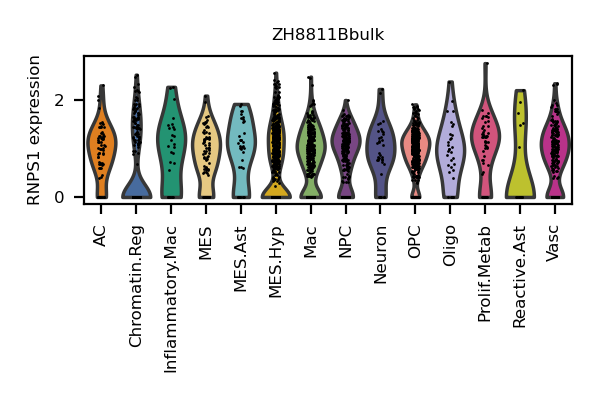 ZH8811Bbulk
RNPS1 expression
2
0
AC
Chromatin.Reg
Inflammatory.Mac
MES
MES.Ast
MES.Hyp
Mac
NPC
Neuron
OPC
Oligo
Prolif.Metab
Reactive.Ast
Vasc